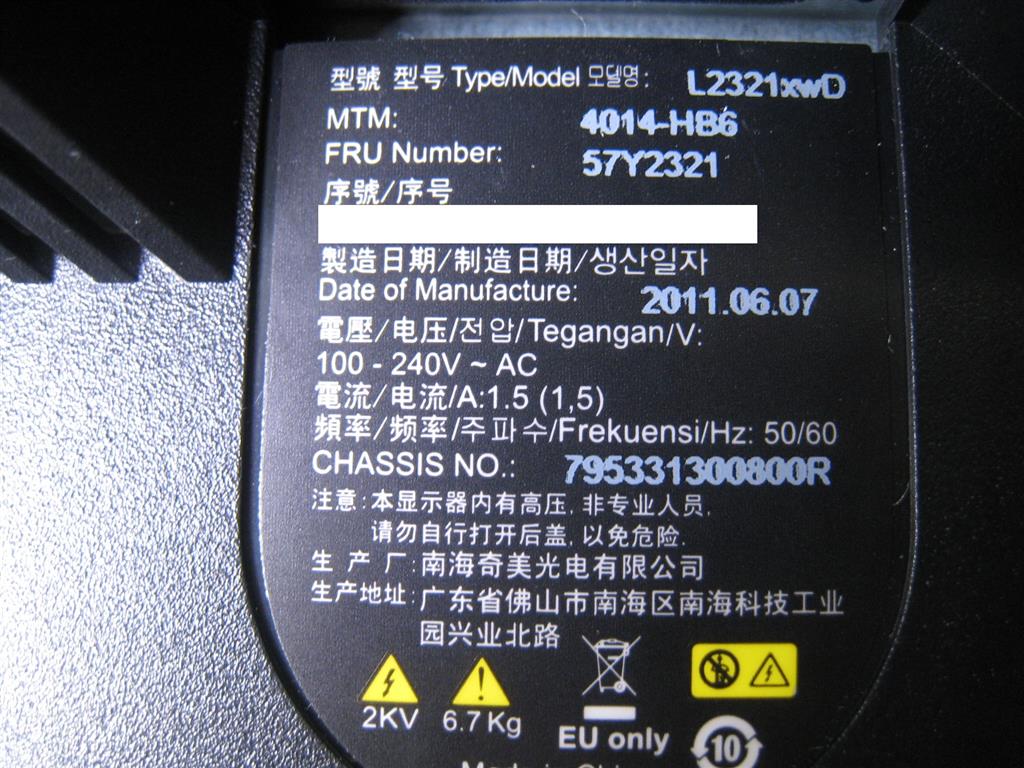 型號 型号 Type/Model 모델명: L2321xwD
MTM: 4014-HB6
FRU Number: 57Y2321
序號/序号
製造日期/制造日期/생산일자
Date of Manufacture: 2011.06.07
電壓/电压/전압/Tegangan/V:
100 - 240V ~ AC
電流/电流/A:1.5 (1,5)
頻率/频率/주파수/Frekuensi/Hz: 50/60
CHASSIS NO.: 795331300800R
注意:本显示器内有高压, 非专业人员,
请勿自行打开后盖, 以免危险.
生 产 厂:南海奇美光电有限公司
生产地址:广东省佛山市南海区南海科技工业
园兴业北路
2KV 6.7Kg EU only 10
Made in